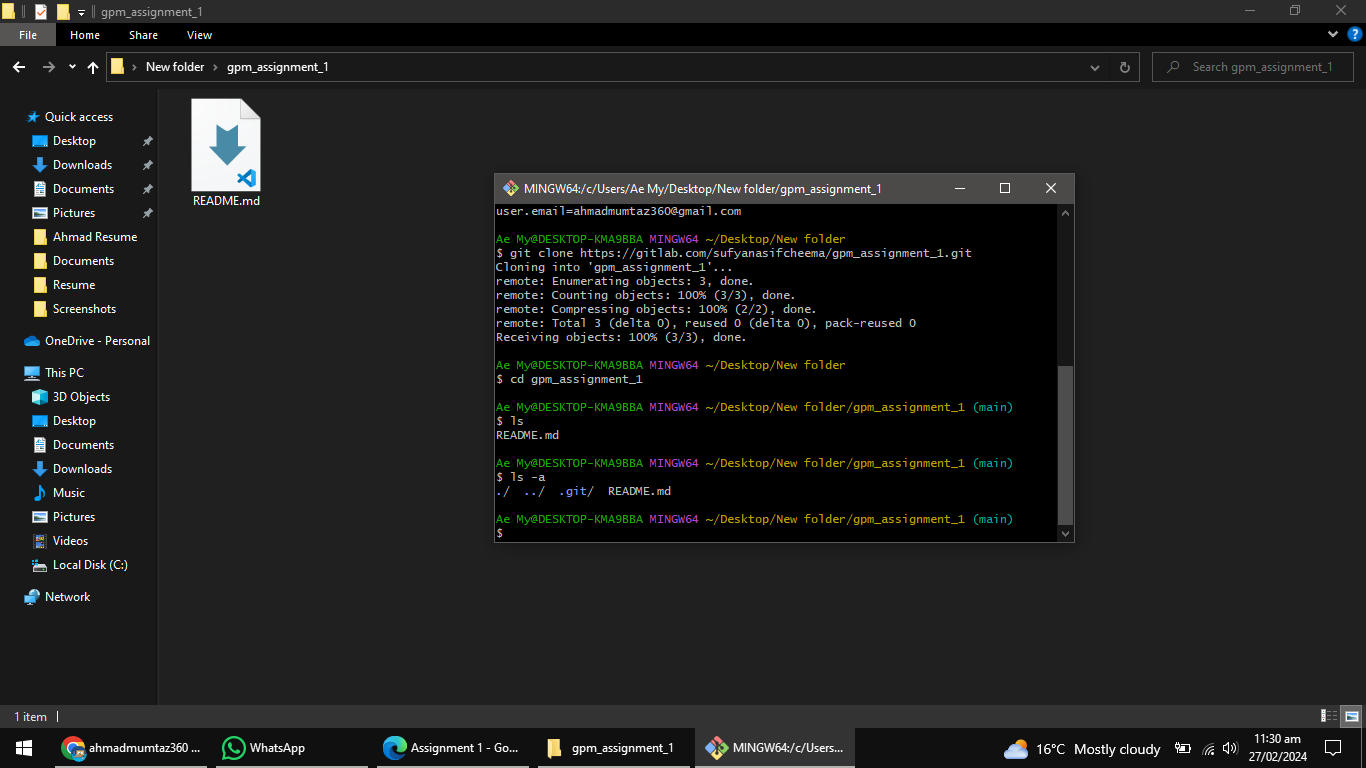 gpm_assignment_1
File Home Share View
New folder gpm_assignment_1
Search gpm_assignment_1
Quick access
Desktop
Downloads
Documents
Pictures
Ahmad Resume
Documents
Resume
Screenshots
OneDrive - Personal
This PC
3D Objects
Desktop
Documents
Downloads
Music
Pictures
Videos
Local Disk (C:)
Network
README.md
MINGW64:/c/Users/Ae My/Desktop/New folder/gpm_assignment_1
user.email=ahmadmumtaz360@gmail.com
Ae My@DESKTOP-KMA9BBA MINGW64 ~/Desktop/New folder
$ git clone https://gitlab.com/sufyanasifcheema/gpm_assignment_1.git
Cloning into 'gpm_assignment_1'...
remote: Enumerating objects: 3, done.
remote: Counting objects: 100% (3/3), done.
remote: Compressing objects: 100% (2/2), done.
remote: Total 3 (delta 0), reused 0 (delta 0), pack-reused 0
Receiving objects: 100% (3/3), done.
Ae My@DESKTOP-KMA9BBA MINGW64 ~/Desktop/New folder
$ cd gpm_assignment_1
Ae My@DESKTOP-KMA9BBA MINGW64 ~/Desktop/New folder/gpm_assignment_1 (main)
$ ls
README.md
Ae My@DESKTOP-KMA9BBA MINGW64 ~/Desktop/New folder/gpm_assignment_1 (main)
$ ls -a
./ ../ .git/ README.md
Ae My@DESKTOP-KMA9BBA MINGW64 ~/Desktop/New folder/gpm_assignment_1 (main)
$
1 item
ahmadmumtaz360 ...
WhatsApp
Assignment 1 - Go...
gpm_assignment_1
MINGW64:/c/Users...
16°C Mostly cloudy
11:30 am
27/02/2024